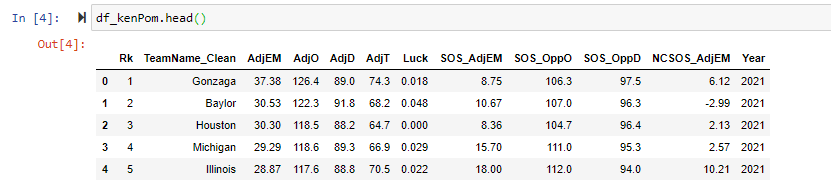 In [4]: df_kenPom.head()
Out[4]:
Rk TeamName_Clean AdjEM AdjO AdjD AdjT Luck SOS_AdjEM SOS_OppO SOS_OppD NCSOS_AdjEM Year
0 1 Gonzaga 37.38 126.4 89.0 74.3 0.018 8.75 106.3 97.5 6.12 2021
1 2 Baylor 30.53 122.3 91.8 68.2 0.048 10.67 107.0 96.3 -2.99 2021
2 3 Houston 30.30 118.5 88.2 64.7 0.000 8.36 104.7 96.4 2.13 2021
3 4 Michigan 29.29 118.6 89.3 66.9 0.029 15.70 111.0 95.3 2.57 2021
4 5 Illinois 28.87 117.6 88.8 70.5 0.022 18.00 112.0 94.0 10.21 2021